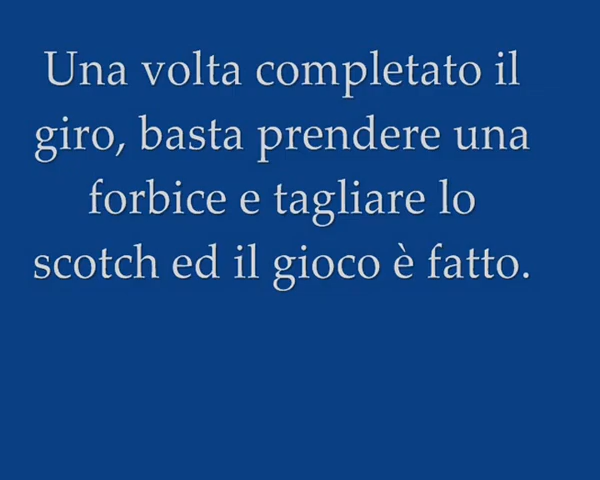 Una volta completato il
giro, basta prendere una
forbice e tagliare lo
scotch ed il gioco è fatto.